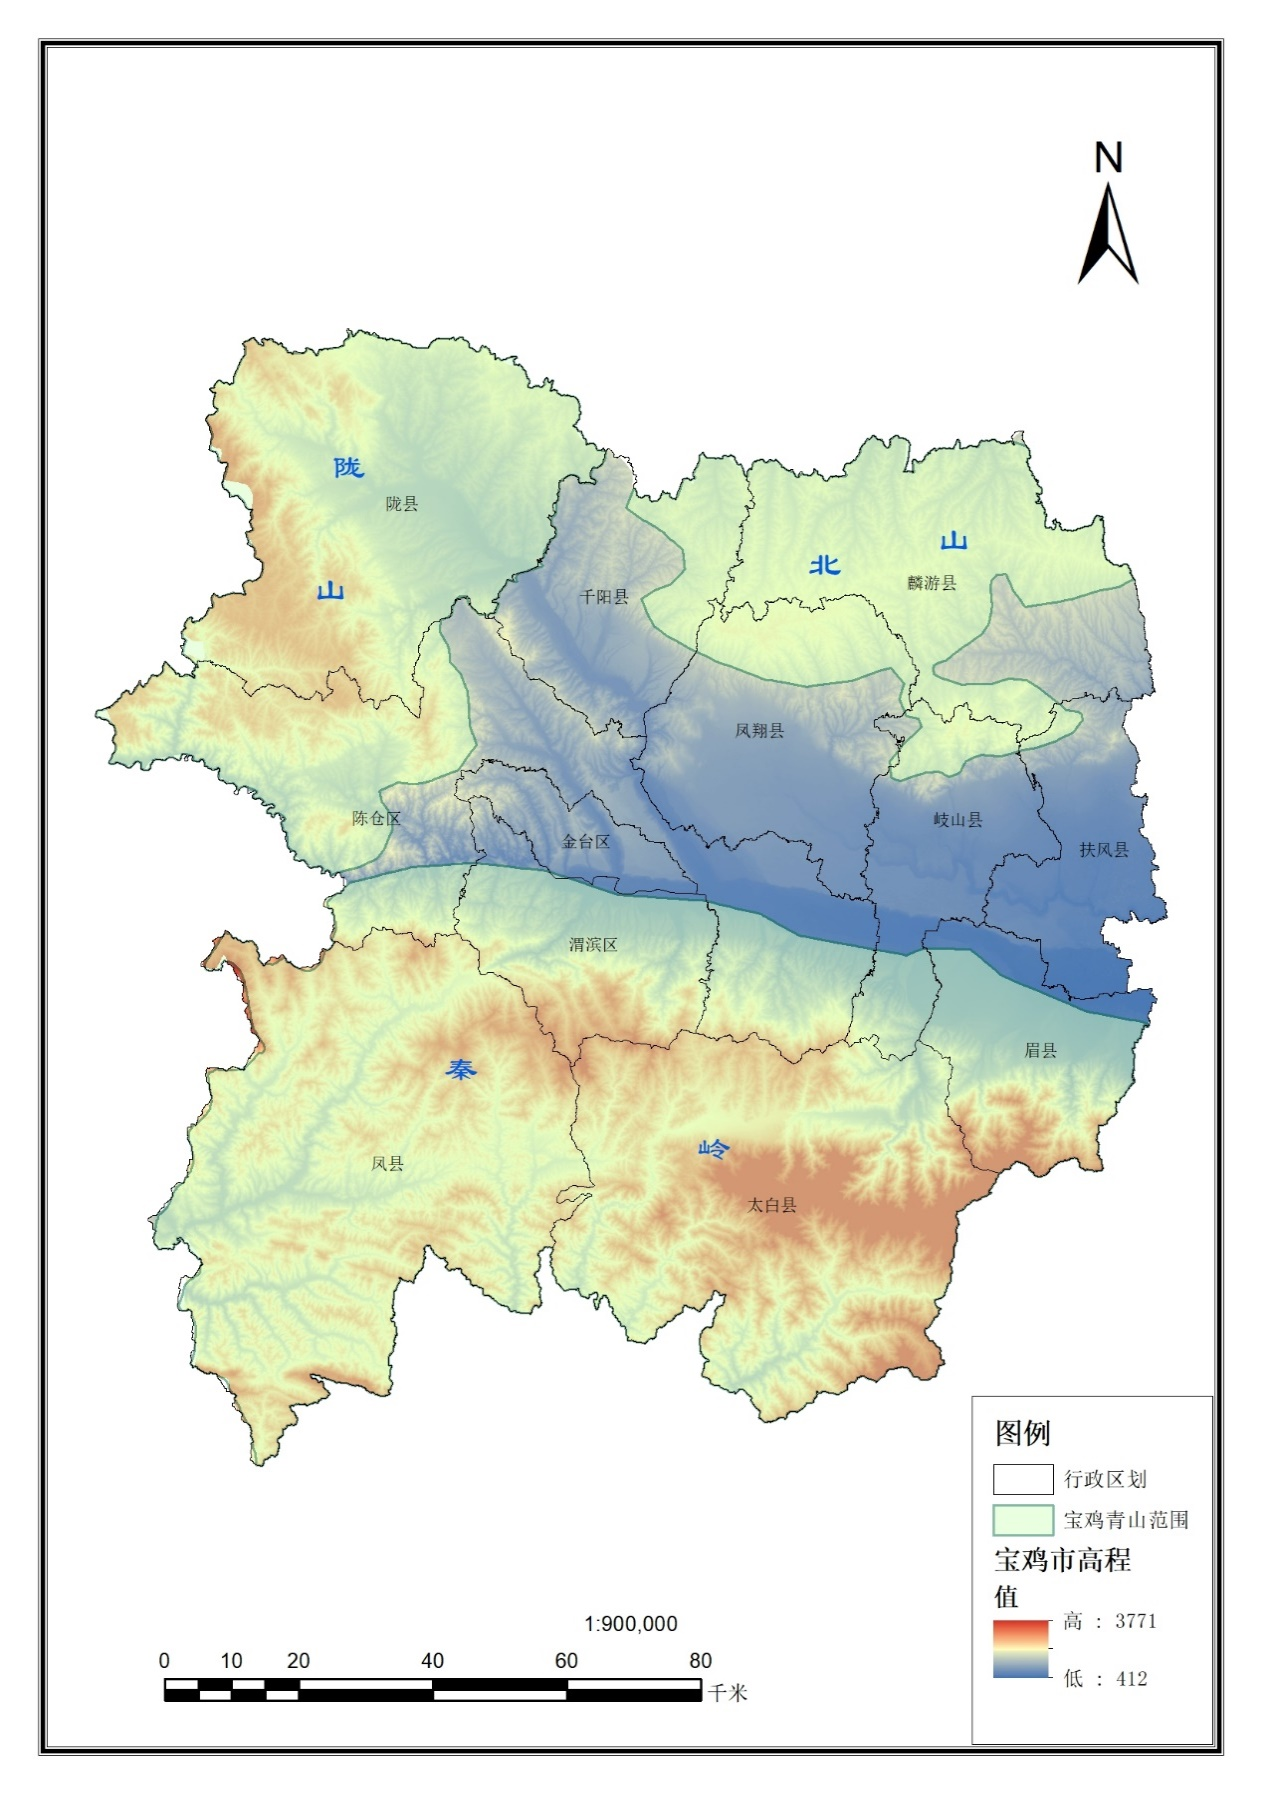 N
陇
陇县
山
北
山
麟游县
千阳县
凤翔县
陈仓区
金台区
岐山县
扶风县
渭滨区
眉县
秦
岭
凤县
太白县
图例
行政区划
宝鸡青山范围
宝鸡市高程
值
高 : 3771
低 : 412
1:900,000
0 10 20 40 60 80
千米